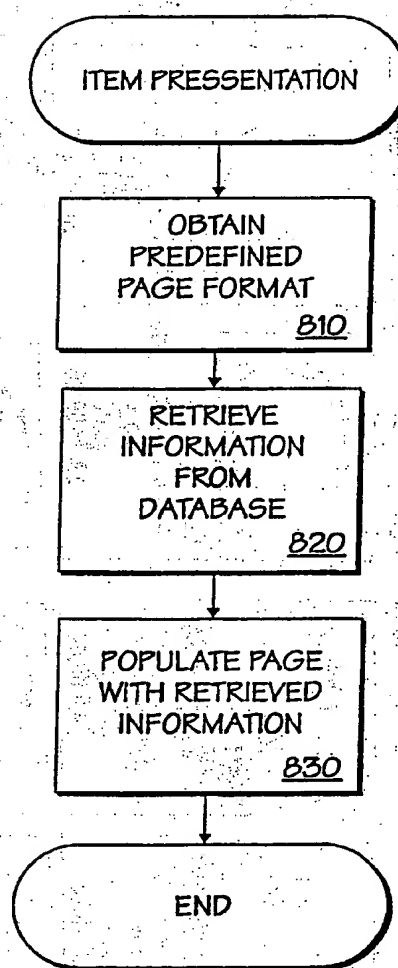 ITEM PRESSENTATION
OBTAIN
PREDEFINED
PAGE FORMAT
810
RETRIEVE
INFORMATION
FROM
DATABASE
820
POPULATE PAGE
WITH RETRIEVED
INFORMATION
830
END